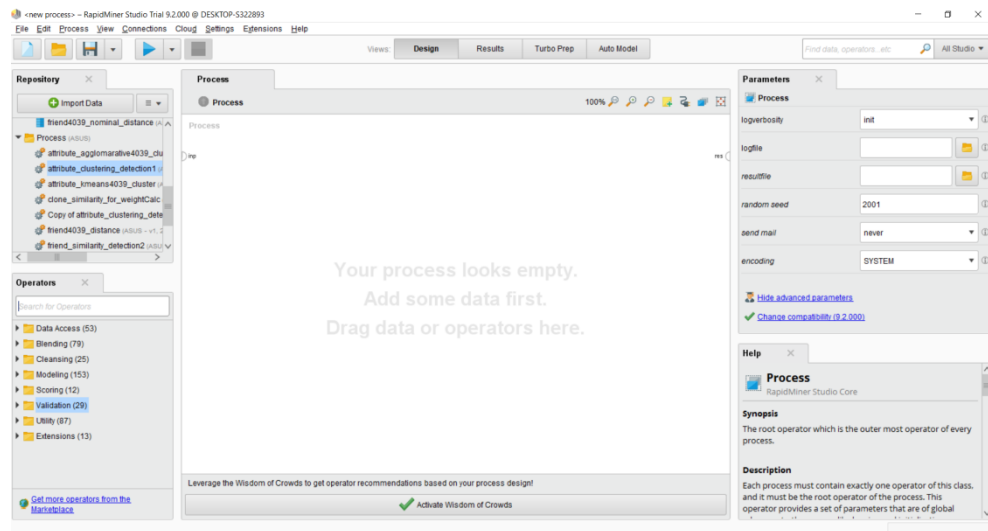 <new process> – RapidMiner Studio Trial 9.2.000 @ DESKTOP-S322893
File Edit Process View Connections Cloud Settings Extensions Help
Views: Design Results Turbo Prep Auto Model
Find data, operators...etc
All Studio
Repository
Import Data
friend4039_nominal_distance
Process (ASUS)
attribute_agglomarative4039_clu
attribute_clustering_detection1
attribute_kmeans4039_cluster
clone_similarity_for_weightCalc
Copy of attribute_clustering_dete
friend4039_distance (ASUS – v1, 2
friend_similarity_detection2 (ASU
Operators
Search for Operators
Data Access (53)
Blending (79)
Cleansing (25)
Modeling (153)
Scoring (12)
Validation (29)
Utility (87)
Extensions (13)
Get more operators from the
Marketplace
Process
Process
100%
Process
inp
res
Your process looks empty.
Add some data first.
Drag data or operators here.
Leverage the Wisdom of Crowds to get operator recommendations based on your process design!
Activate Wisdom of Crowds
Parameters
Process
logverbosity init
logfile
resultfile
random seed 2001
send mail never
encoding SYSTEM
Hide advanced parameters
Change compatibility (9.2.000)
Help
Process
RapidMiner Studio Core
Synopsis
The root operator which is the outer most operator of every
process.
Description
Each process must contain exactly one operator of this class,
and it must be the root operator of the process. This
operator provides a set of parameters that are of global